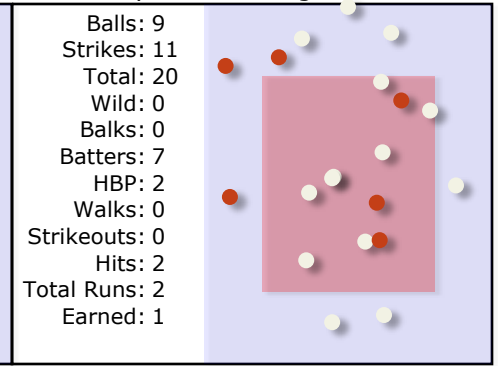 Balls: 9
Strikes: 11
Total: 20
Wild: 0
Balks: 0
Batters: 7
HBP: 2
Walks: 0
Strikeouts: 0
Hits: 2
Total Runs: 2
Earned: 1